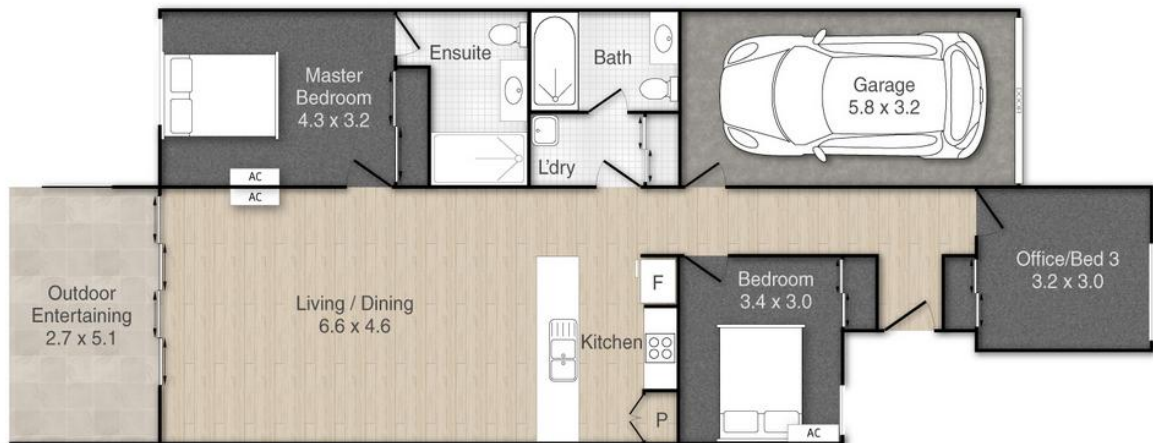 Master
Bedroom
4.3 x 3.2
Ensuite
Bath
L'dry
Garage
5.8 x 3.2
AC
AC
Outdoor
Entertaining
2.7 x 5.1
Living / Dining
6.6 x 4.6
Kitchen
F
P
Bedroom
3.4 x 3.0
AC
Office/Bed 3
3.2 x 3.0